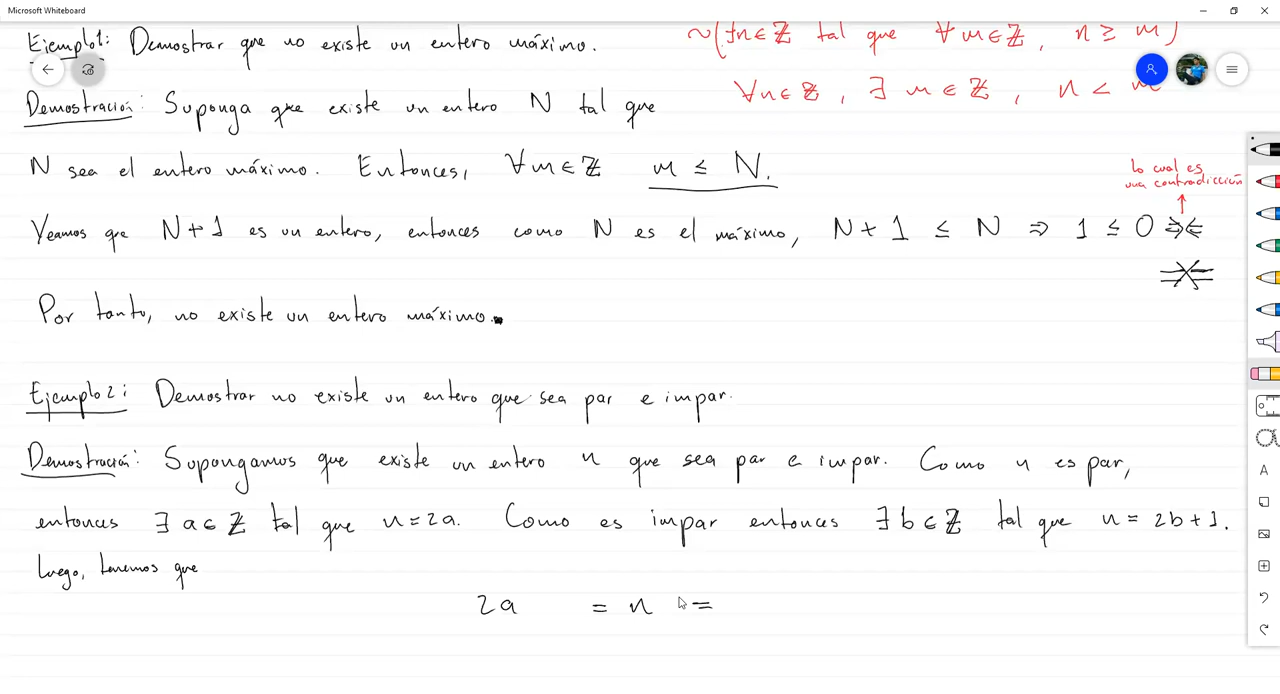 Microsoft Whiteboard
Ejemplo1: Demostrar que no existe un entero máximo.
~(∃n∈ℤ tal que ∀m∈ℤ, n ≥ m)
∀n∈ℤ, ∃ m∈ℤ, n < m
Demostración: Suponga que existe un entero N tal que
N sea el entero máximo. Entonces, ∀m∈ℤ m ≤ N.
lo cual es
una contradicción
Veamos que N+1 es un entero, entonces como N es el máximo, N+1 ≤ N ⇒ 1 ≤ 0 ⇒⇐
Por tanto, no existe un entero máximo.
Ejemplo2: Demostrar no existe un entero que sea par e impar.
Demostración: Supongamos que existe un entero n que sea par e impar. Como n es par,
entonces ∃ a∈ℤ tal que n=2a. Como es impar entonces ∃ b∈ℤ tal que n = 2b+1.
Luego, tenemos que
2a = n =